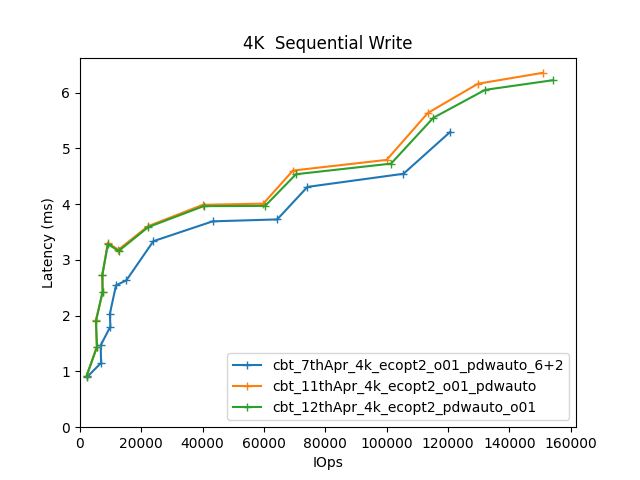 4K  Sequential Write
Latency (ms)
6
5
4
3
2
1
0
0 20000 40000 60000 80000 100000 120000 140000 160000
IOps
cbt_7thApr_4k_ecopt2_o01_pdwauto_6+2
cbt_11thApr_4k_ecopt2_o01_pdwauto
cbt_12thApr_4k_ecopt2_pdwauto_o01